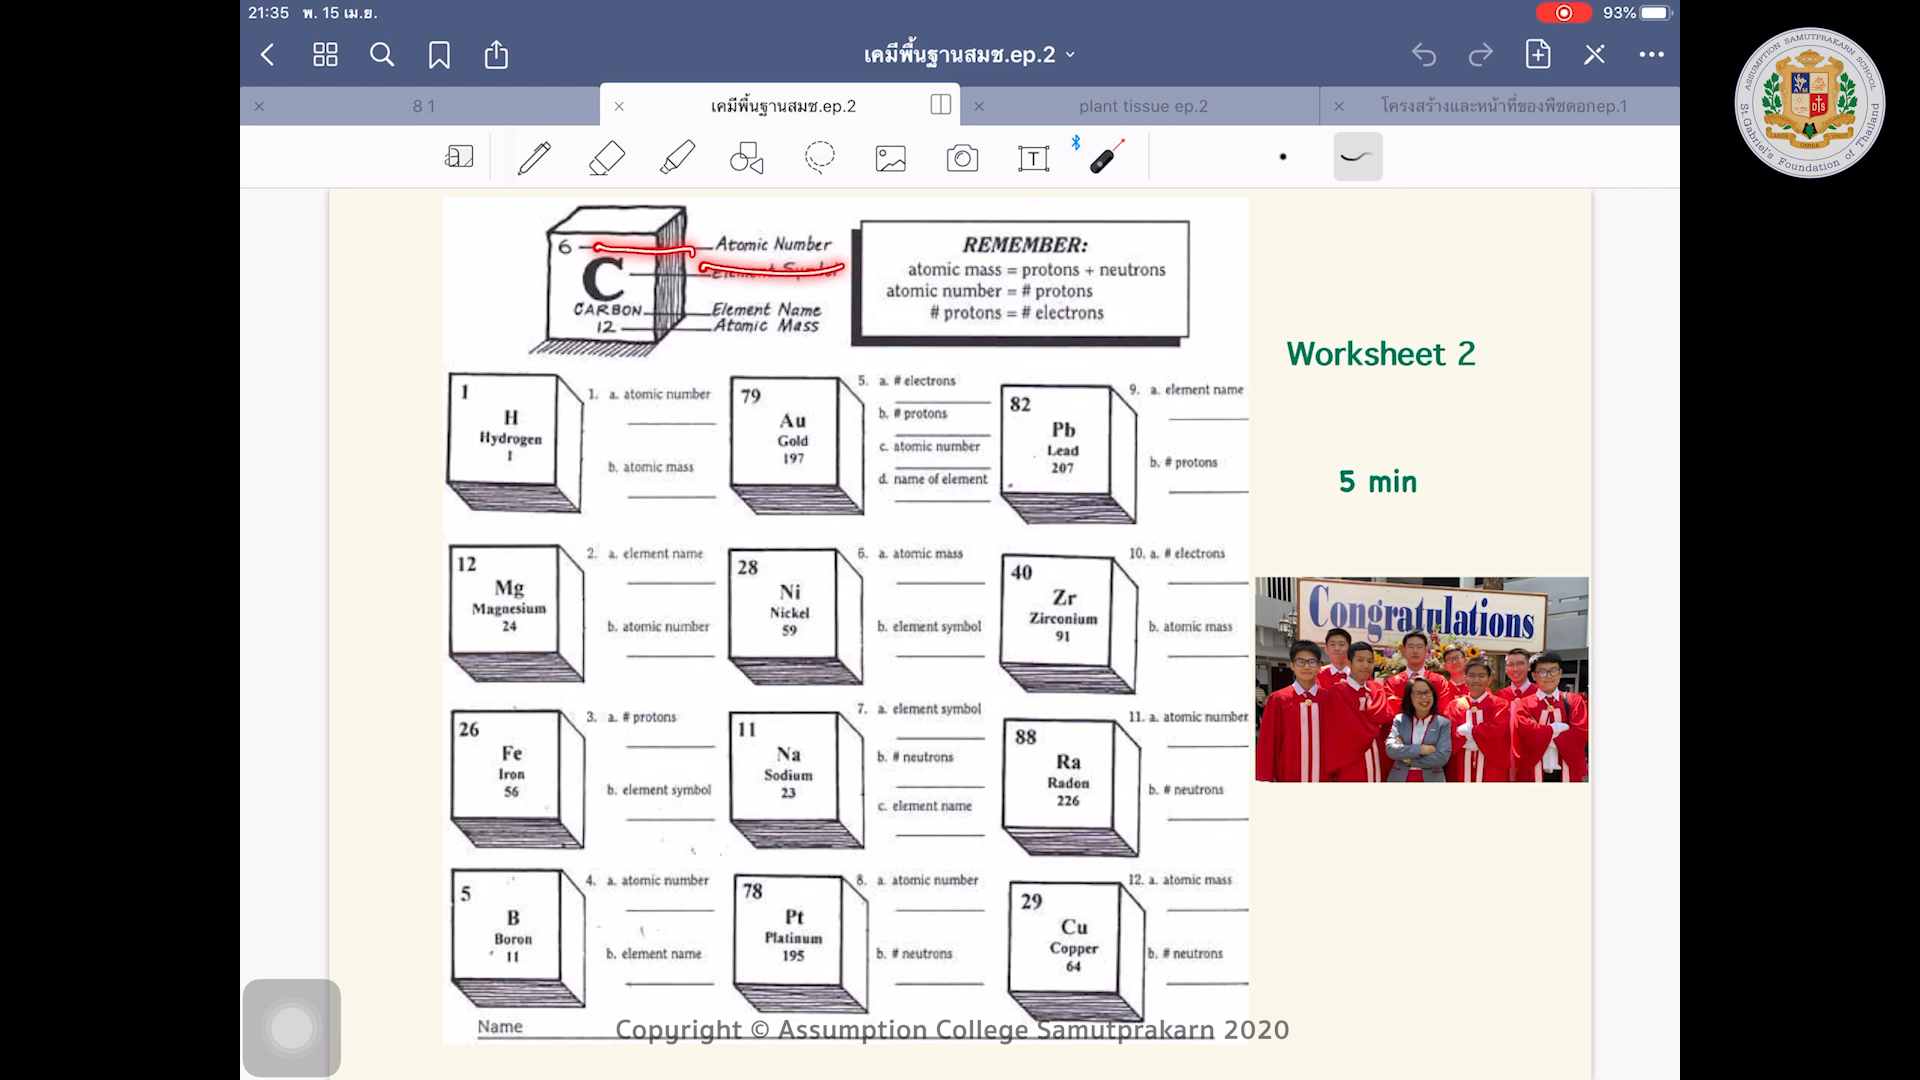 21:35 พ. 15 เม.ย.
93%
เคมีพื้นฐานสมช.ep.2
8 1
เคมีพื้นฐานสมช.ep.2
plant tissue ep.2
โครงสร้างและหน้าที่ของพืชดอกep.1
ASSUMPTION SAMUTPRAKARN SCHOOL
St. Gabriel's Foundation of Thailand
6
Atomic Number
C
CARBON
Element Name
12
Atomic Mass
REMEMBER:
atomic mass = protons + neutrons
atomic number = # protons
# protons = # electrons
Worksheet 2
5 min
1
H
Hydrogen
1
1. a. atomic number
b. atomic mass
79
Au
Gold
197
5. a. # electrons
b. # protons
c. atomic number
d. name of element
82
Pb
Lead
207
9. a. element name
b. # protons
12
Mg
Magnesium
24
2. a. element name
b. atomic number
28
Ni
Nickel
59
6. a. atomic mass
b. element symbol
40
Zr
Zirconium
91
10. a. # electrons
b. atomic mass
26
Fe
Iron
56
3. a. # protons
b. element symbol
11
Na
Sodium
23
7. a. element symbol
b. # neutrons
c. element name
88
Ra
Radon
226
11. a. atomic number
b. # neutrons
5
B
Boron
11
4. a. atomic number
b. element name
78
Pt
Platinum
195
8. a. atomic number
b. # neutrons
29
Cu
Copper
64
12. a. atomic mass
b. # neutrons
Congratulations
Name
Copyright © Assumption College Samutprakarn 2020